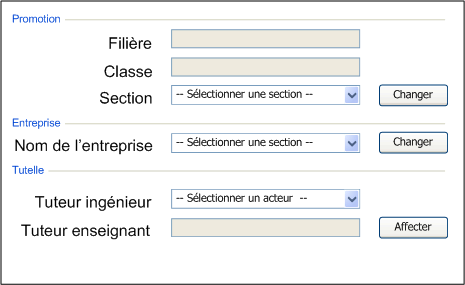 Promotion
Filière
Classe
Section -- Sélectionner une section -- Changer
Entreprise
Nom de l'entreprise -- Sélectionner une section -- Changer
Tutelle
Tuteur ingénieur -- Sélectionner un acteur --
Tuteur enseignant Affecter